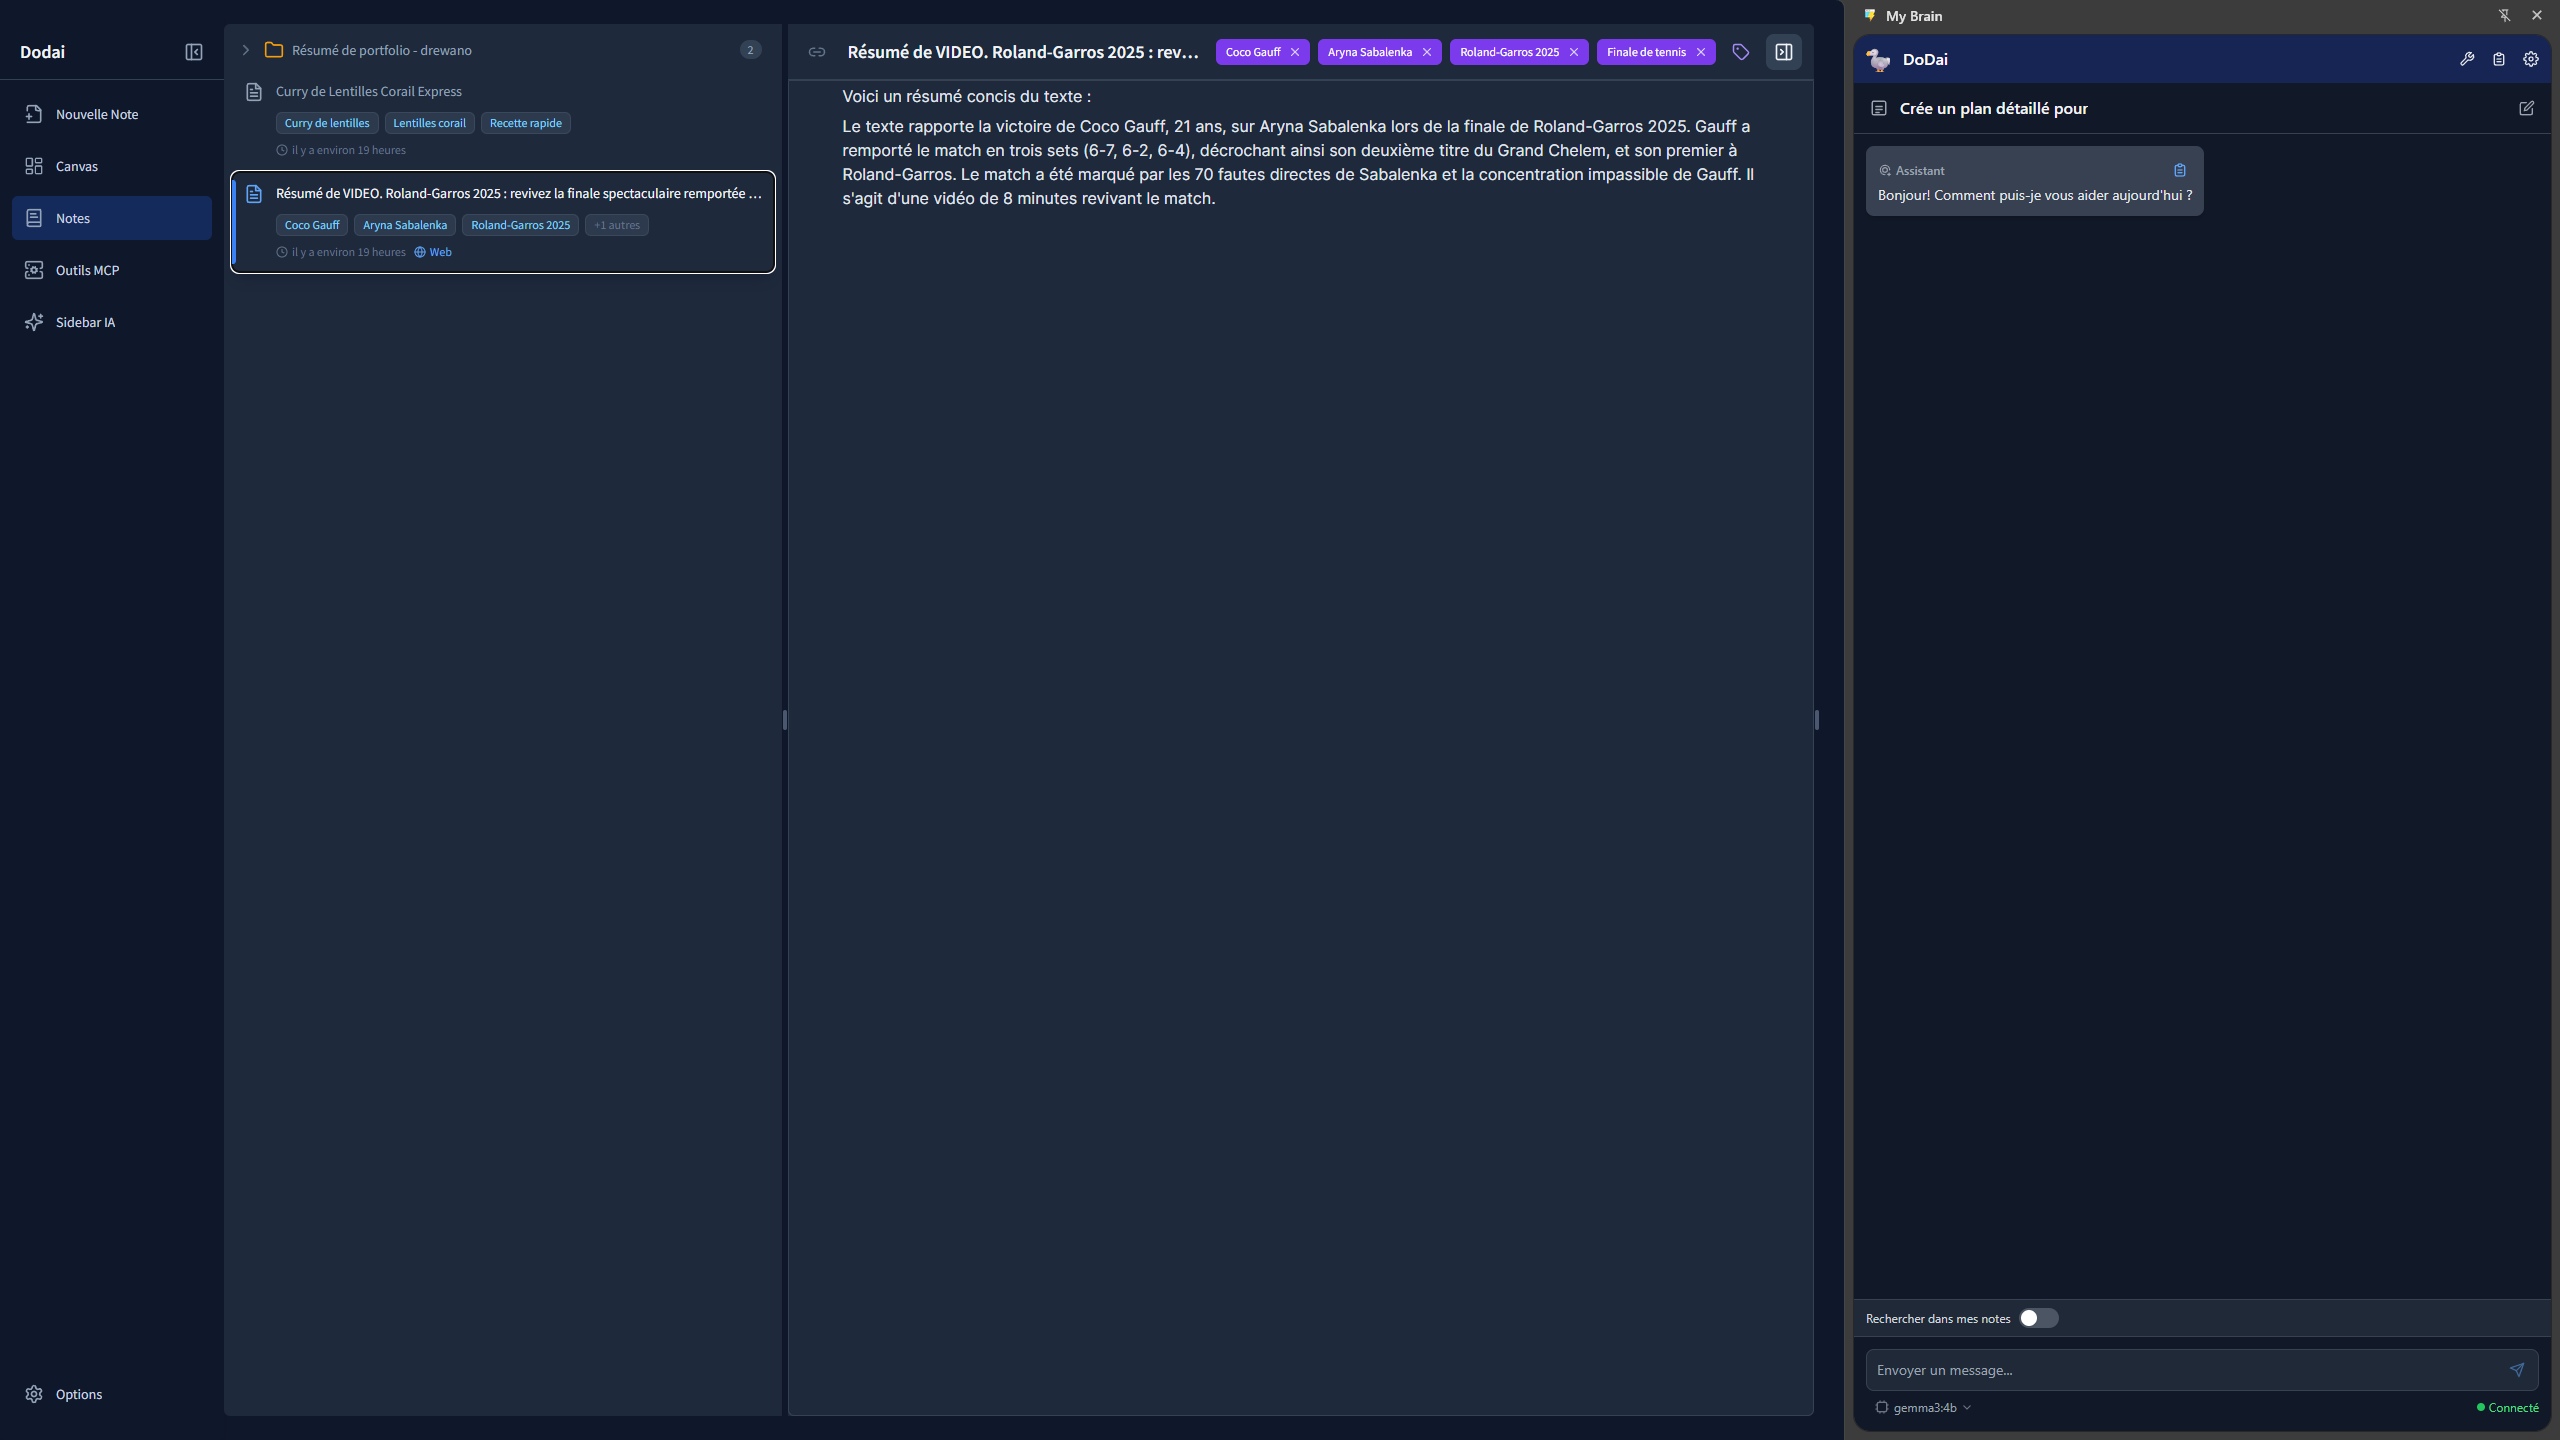 Dodai
Nouvelle Note
Canvas
Notes
Outils MCP
Sidebar IA
Options
Résumé de portfolio - drewano
2
Curry de Lentilles Corail Express
Curry de lentilles
Lentilles corail
Recette rapide
il y a environ 19 heures
Résumé de VIDEO. Roland-Garros 2025 : revivez la finale spectaculaire remportée ...
Coco Gauff
Aryna Sabalenka
Roland-Garros 2025
+1 autres
il y a environ 19 heures
Web
Résumé de VIDEO. Roland-Garros 2025 : rev...
Coco Gauff
Aryna Sabalenka
Roland-Garros 2025
Finale de tennis
Voici un résumé concis du texte :
Le texte rapporte la victoire de Coco Gauff, 21 ans, sur Aryna Sabalenka lors de la finale de Roland-Garros 2025. Gauff a
remporté le match en trois sets (6-7, 6-2, 6-4), décrochant ainsi son deuxième titre du Grand Chelem, et son premier à
Roland-Garros. Le match a été marqué par les 70 fautes directes de Sabalenka et la concentration impassible de Gauff. Il
s'agit d'une vidéo de 8 minutes revivant le match.
My Brain
DoDai
Crée un plan détaillé pour
Assistant
Bonjour! Comment puis-je vous aider aujourd'hui ?
Rechercher dans mes notes
Envoyer un message...
gemma3:4b
Connecté